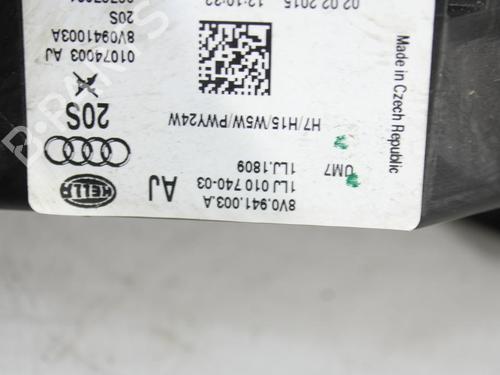 8V0.941.003.A
1LJ 010 740-03
1LJ.1809
AJ
HELLA
UM7
H7/H15/W5W/PWY24W
20S
01074003 AJ
8V0941003A
20S
02.02.2015
Made in Czech Republic
B-PARTS